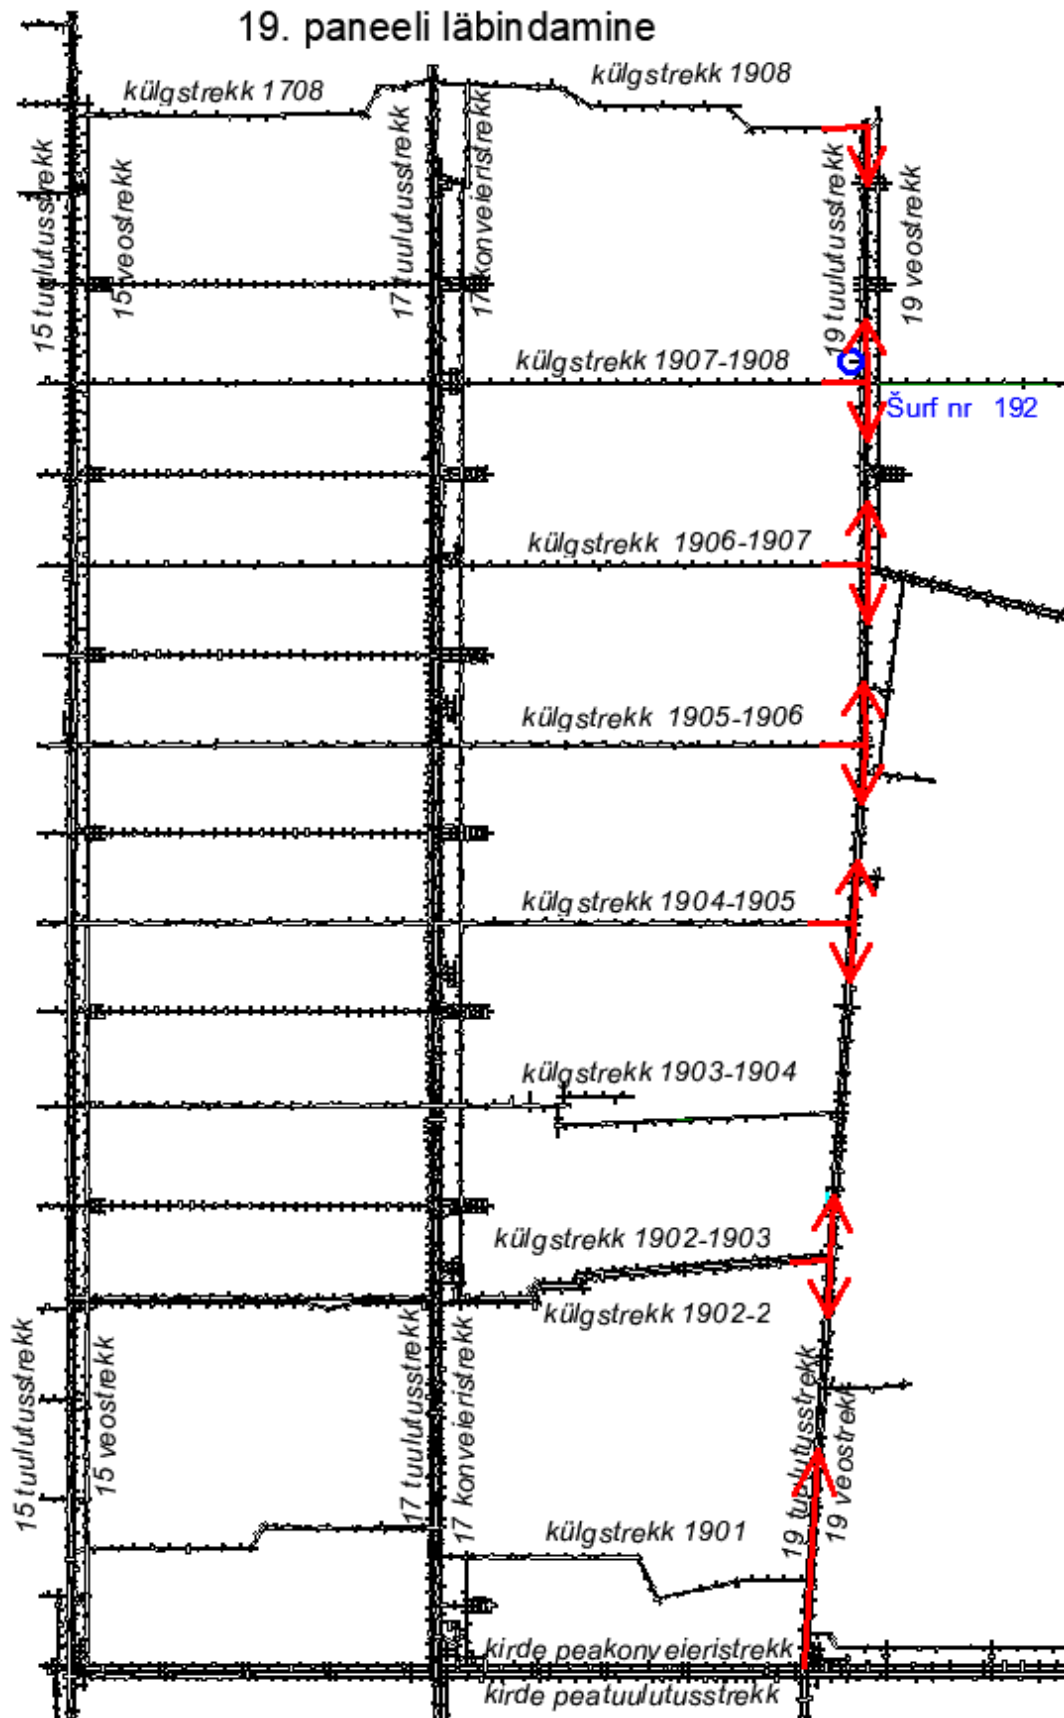 19. paneeli läbindamine
külgstrekk 1708
külgstrekk 1908
15 tuulutusstrekk
15 veostrekk
17 tuulutusstrekk
17 konveieristrekk
19 tuulutusstrekk
19 veostrekk
külgstrekk 1907-1908
Šurf nr 192
külgstrekk 1906-1907
külgstrekk 1905-1906
külgstrekk 1904-1905
külgstrekk 1903-1904
külgstrekk 1902-1903
külgstrekk 1902-2
15 tuulutusstrekk
15 veostrekk
17 tuulutusstrekk
17 konveieristrekk
19 tuulutusstrekk
19 veostrekk
külgstrekk 1901
kirde peakonveieristrekk
kirde peatuulutusstrekk